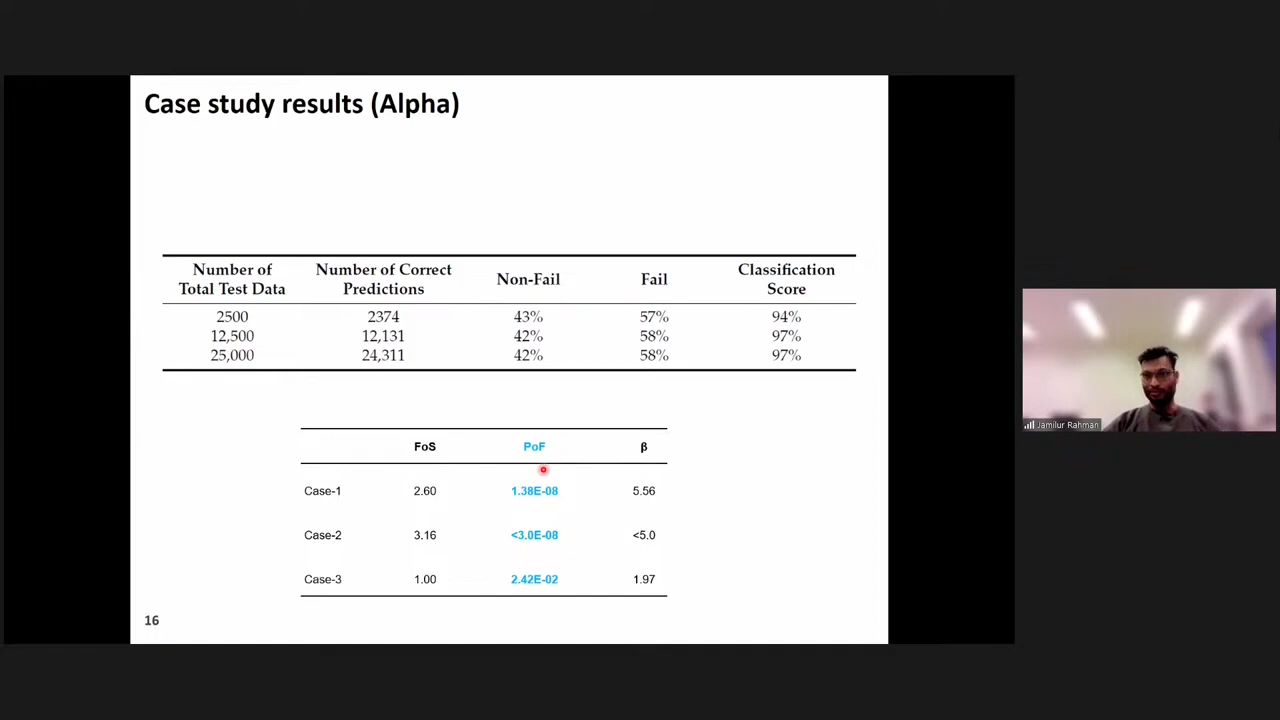 Case study results (Alpha)
Number of Total Test Data Number of Correct Predictions Non-Fail Fail Classification Score
2500 2374 43% 57% 94%
12,500 12,131 42% 58% 97%
25,000 24,311 42% 58% 97%
FoS PoF β
Case-1 2.60 1.38E-08 5.56
Case-2 3.16 <3.0E-08 <5.0
Case-3 1.00 2.42E-02 1.97
16
Jamilur Rahman